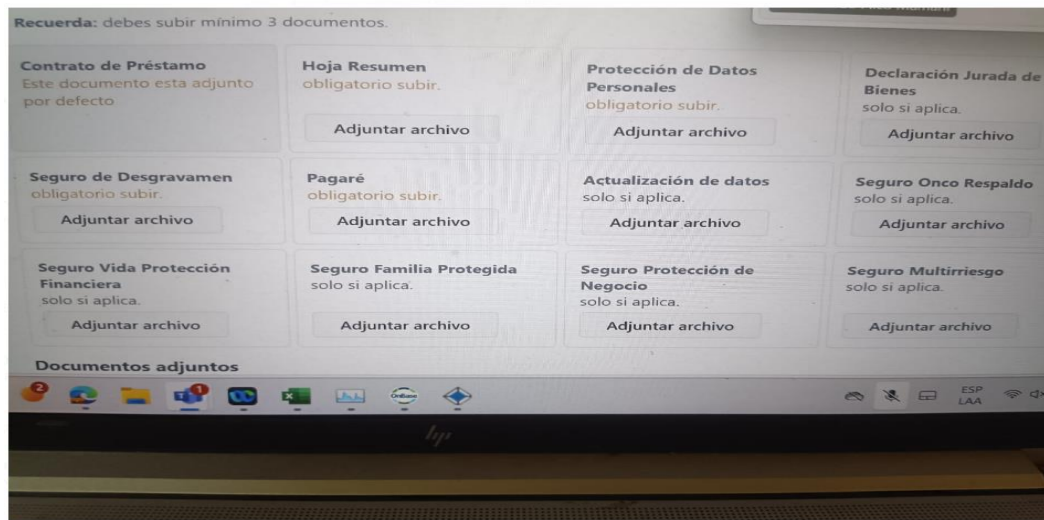 Recuerda: debes subir mínimo 3 documentos.
Contrato de Préstamo
Este documento esta adjunto
por defecto
Hoja Resumen
obligatorio subir.
Adjuntar archivo
Protección de Datos
Personales
obligatorio subir.
Adjuntar archivo
Declaración Jurada de
Bienes
solo si aplica.
Adjuntar archivo
Seguro de Desgravamen
obligatorio subir.
Adjuntar archivo
Pagaré
obligatorio subir.
Adjuntar archivo
Actualización de datos
solo si aplica.
Adjuntar archivo
Seguro Onco Respaldo
solo si aplica.
Adjuntar archivo
Seguro Vida Protección
Financiera
solo si aplica.
Adjuntar archivo
Seguro Familia Protegida
solo si aplica.
Adjuntar archivo
Seguro Protección de
Negocio
solo si aplica.
Adjuntar archivo
Seguro Multirriesgo
solo si aplica.
Adjuntar archivo
Documentos adjuntos
2
1
OnBase
ESP
LAA
hp